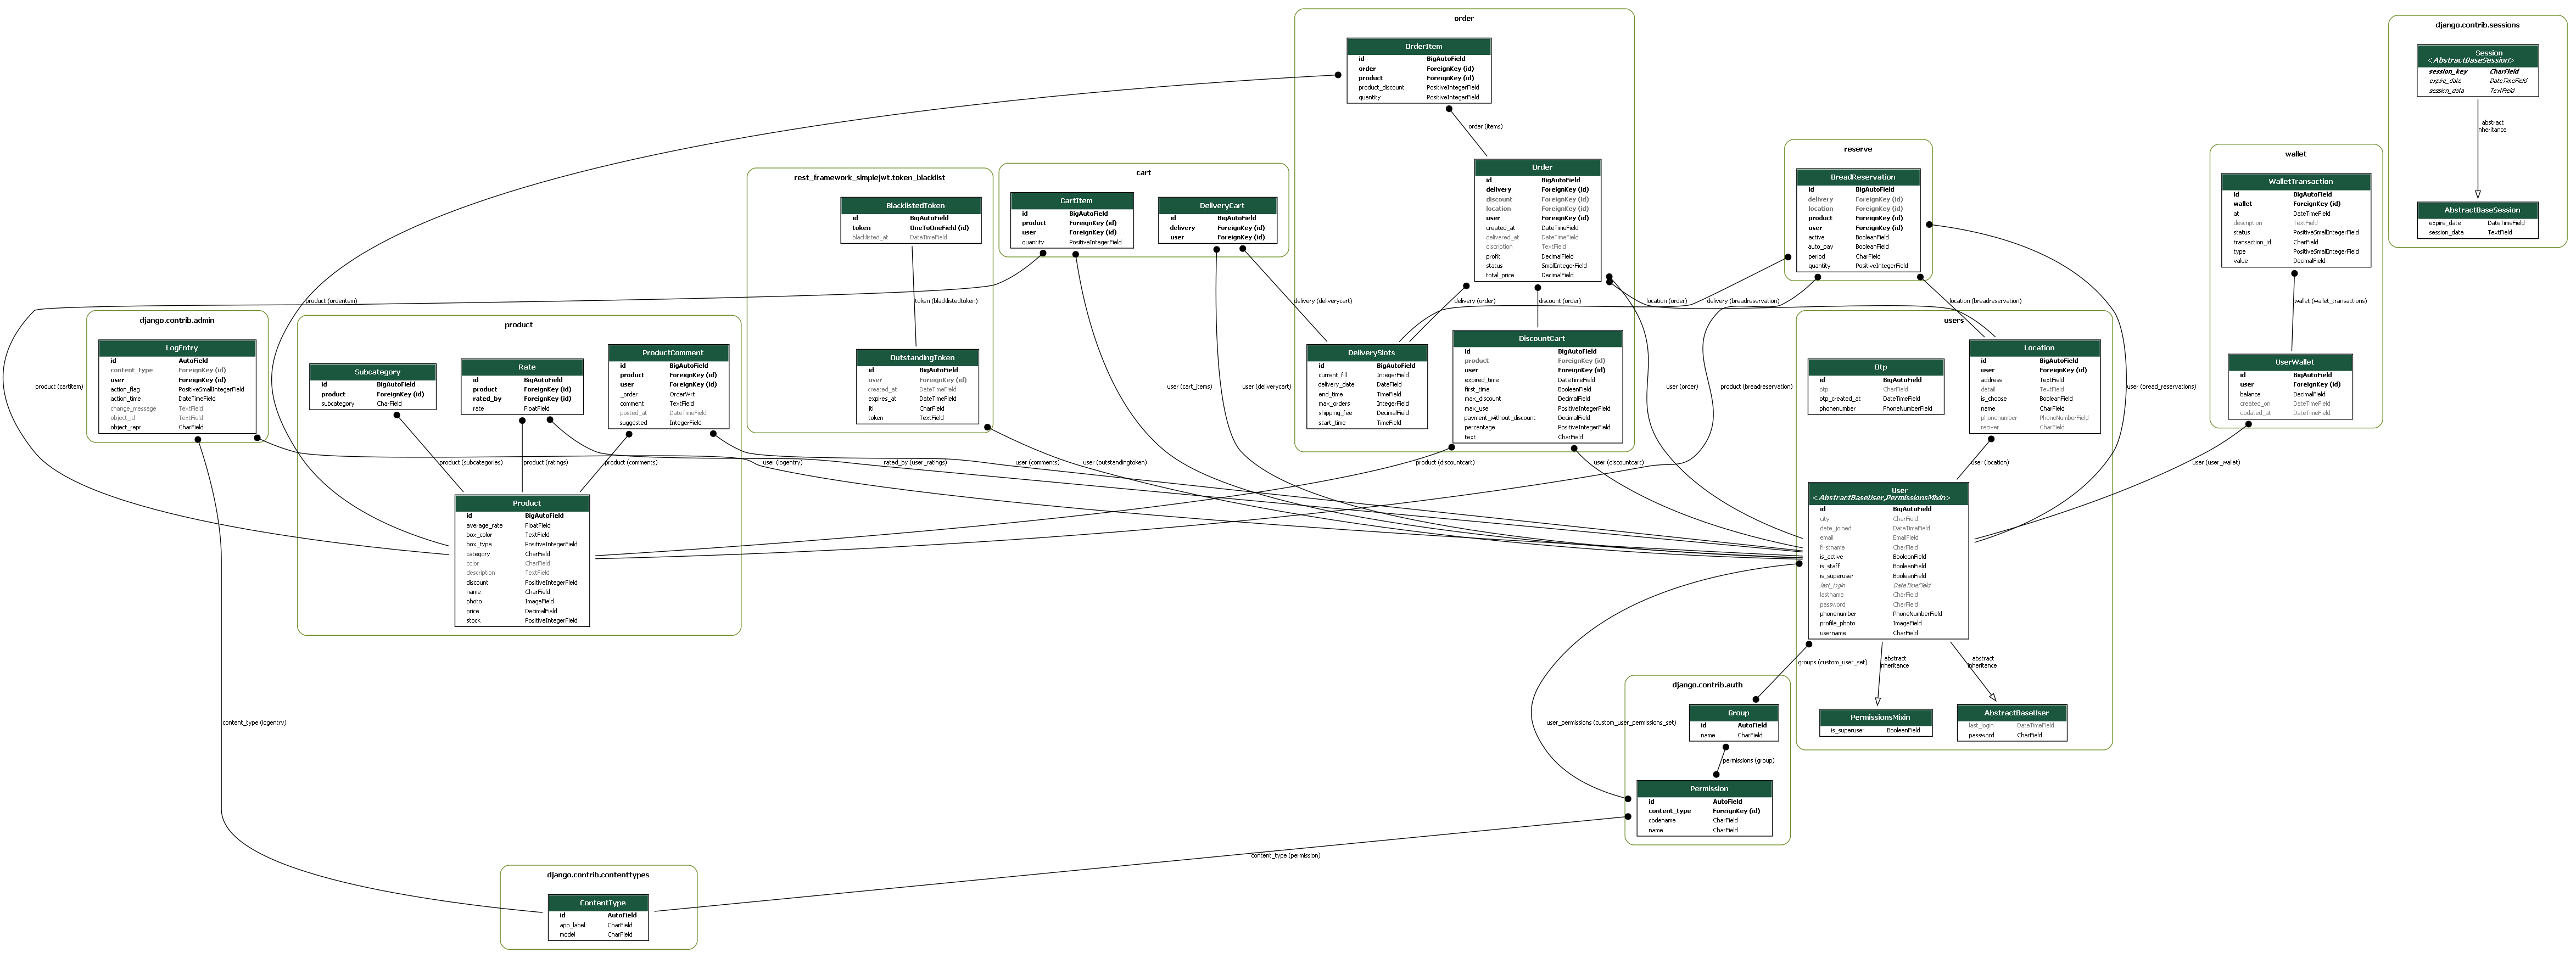 order
OrderItem
id BigAutoField
order ForeignKey (id)
product ForeignKey (id)
product_discount PositiveIntegerField
quantity PositiveIntegerField
order (items)
Order
id BigAutoField
delivery ForeignKey (id)
discount ForeignKey (id)
location ForeignKey (id)
user ForeignKey (id)
created_at DateTimeField
delivered_at DateTimeField
discription TextField
profit DecimalField
status SmallIntegerField
total_price DecimalField
delivery (order)
discount (order)
DeliverySlots
id BigAutoField
current_fill IntegerField
delivery_date DateField
end_time TimeField
max_orders IntegerField
shipping_fee DecimalField
start_time TimeField
DiscountCart
id BigAutoField
product ForeignKey (id)
user ForeignKey (id)
expired_time DateTimeField
first_time BooleanField
max_discount DecimalField
max_use PositiveIntegerField
payment_without_discount DecimalField
percentage PositiveIntegerField
text CharField
django.contrib.sessions
Session
<AbstractBaseSession>
session_key CharField
expire_date DateTimeField
session_data TextField
abstract
inheritance
AbstractBaseSession
expire_date DateTimeField
session_data TextField
reserve
BreadReservation
id BigAutoField
delivery ForeignKey (id)
location ForeignKey (id)
product ForeignKey (id)
user ForeignKey (id)
active BooleanField
auto_pay BooleanField
period CharField
quantity PositiveIntegerField
wallet
WalletTransaction
id BigAutoField
wallet ForeignKey (id)
at DateTimeField
description TextField
status PositiveSmallIntegerField
transaction_id CharField
type PositiveSmallIntegerField
value DecimalField
wallet (wallet_transactions)
UserWallet
id BigAutoField
user ForeignKey (id)
balance DecimalField
created_on DateTimeField
updated_at DateTimeField
rest_framework_simplejwt.token_blacklist
BlacklistedToken
id BigAutoField
token OneToOneField (id)
blacklisted_at DateTimeField
token (blacklistedtoken)
OutstandingToken
id BigAutoField
user ForeignKey (id)
created_at DateTimeField
expires_at DateTimeField
jti CharField
token TextField
cart
CartItem
id BigAutoField
product ForeignKey (id)
user ForeignKey (id)
quantity PositiveIntegerField
DeliveryCart
id BigAutoField
delivery ForeignKey (id)
user ForeignKey (id)
product (orderitem)
delivery (deliverycart)
location (order)
delivery (breadreservation)
location (breadreservation)
product (cartitem)
user (cart_items)
user (deliverycart)
user (order)
product (breadreservation)
user (bread_reservations)
django.contrib.admin
LogEntry
id AutoField
content_type ForeignKey (id)
user ForeignKey (id)
action_flag PositiveSmallIntegerField
action_time DateTimeField
change_message TextField
object_id TextField
object_repr CharField
product
Subcategory
id BigAutoField
product ForeignKey (id)
subcategory CharField
Rate
id BigAutoField
product ForeignKey (id)
rated_by ForeignKey (id)
rate FloatField
ProductComment
id BigAutoField
product ForeignKey (id)
user ForeignKey (id)
_order OrderWrt
comment TextField
posted_at DateTimeField
suggested IntegerField
product (subcategories)
product (ratings)
product (comments)
user (logentry)
rated_by (user_ratings)
user (comments)
user (outstandingtoken)
product (discountcart)
user (discountcart)
user (location)
user (user_wallet)
Product
id BigAutoField
average_rate FloatField
box_color TextField
box_type PositiveIntegerField
category CharField
color CharField
description TextField
discount PositiveIntegerField
name CharField
photo ImageField
price DecimalField
stock PositiveIntegerField
users
Otp
id BigAutoField
otp CharField
otp_created_at DateTimeField
phonenumber PhoneNumberField
Location
id BigAutoField
user ForeignKey (id)
address TextField
detail TextField
is_choose BooleanField
name CharField
phonenumber PhoneNumberField
reciver CharField
User
<AbstractBaseUser,PermissionsMixin>
id BigAutoField
city CharField
date_joined DateTimeField
email EmailField
firstname CharField
is_active BooleanField
is_staff BooleanField
is_superuser BooleanField
last_login DateTimeField
lastname CharField
password CharField
phonenumber PhoneNumberField
profile_photo ImageField
username CharField
groups (custom_user_set)
abstract
inheritance
abstract
inheritance
PermissionsMixin
is_superuser BooleanField
AbstractBaseUser
last_login DateTimeField
password CharField
django.contrib.auth
Group
id AutoField
name CharField
user_permissions (custom_user_permissions_set)
permissions (group)
Permission
id AutoField
content_type ForeignKey (id)
codename CharField
name CharField
content_type (logentry)
content_type (permission)
django.contrib.contenttypes
ContentType
id AutoField
app_label CharField
model CharField